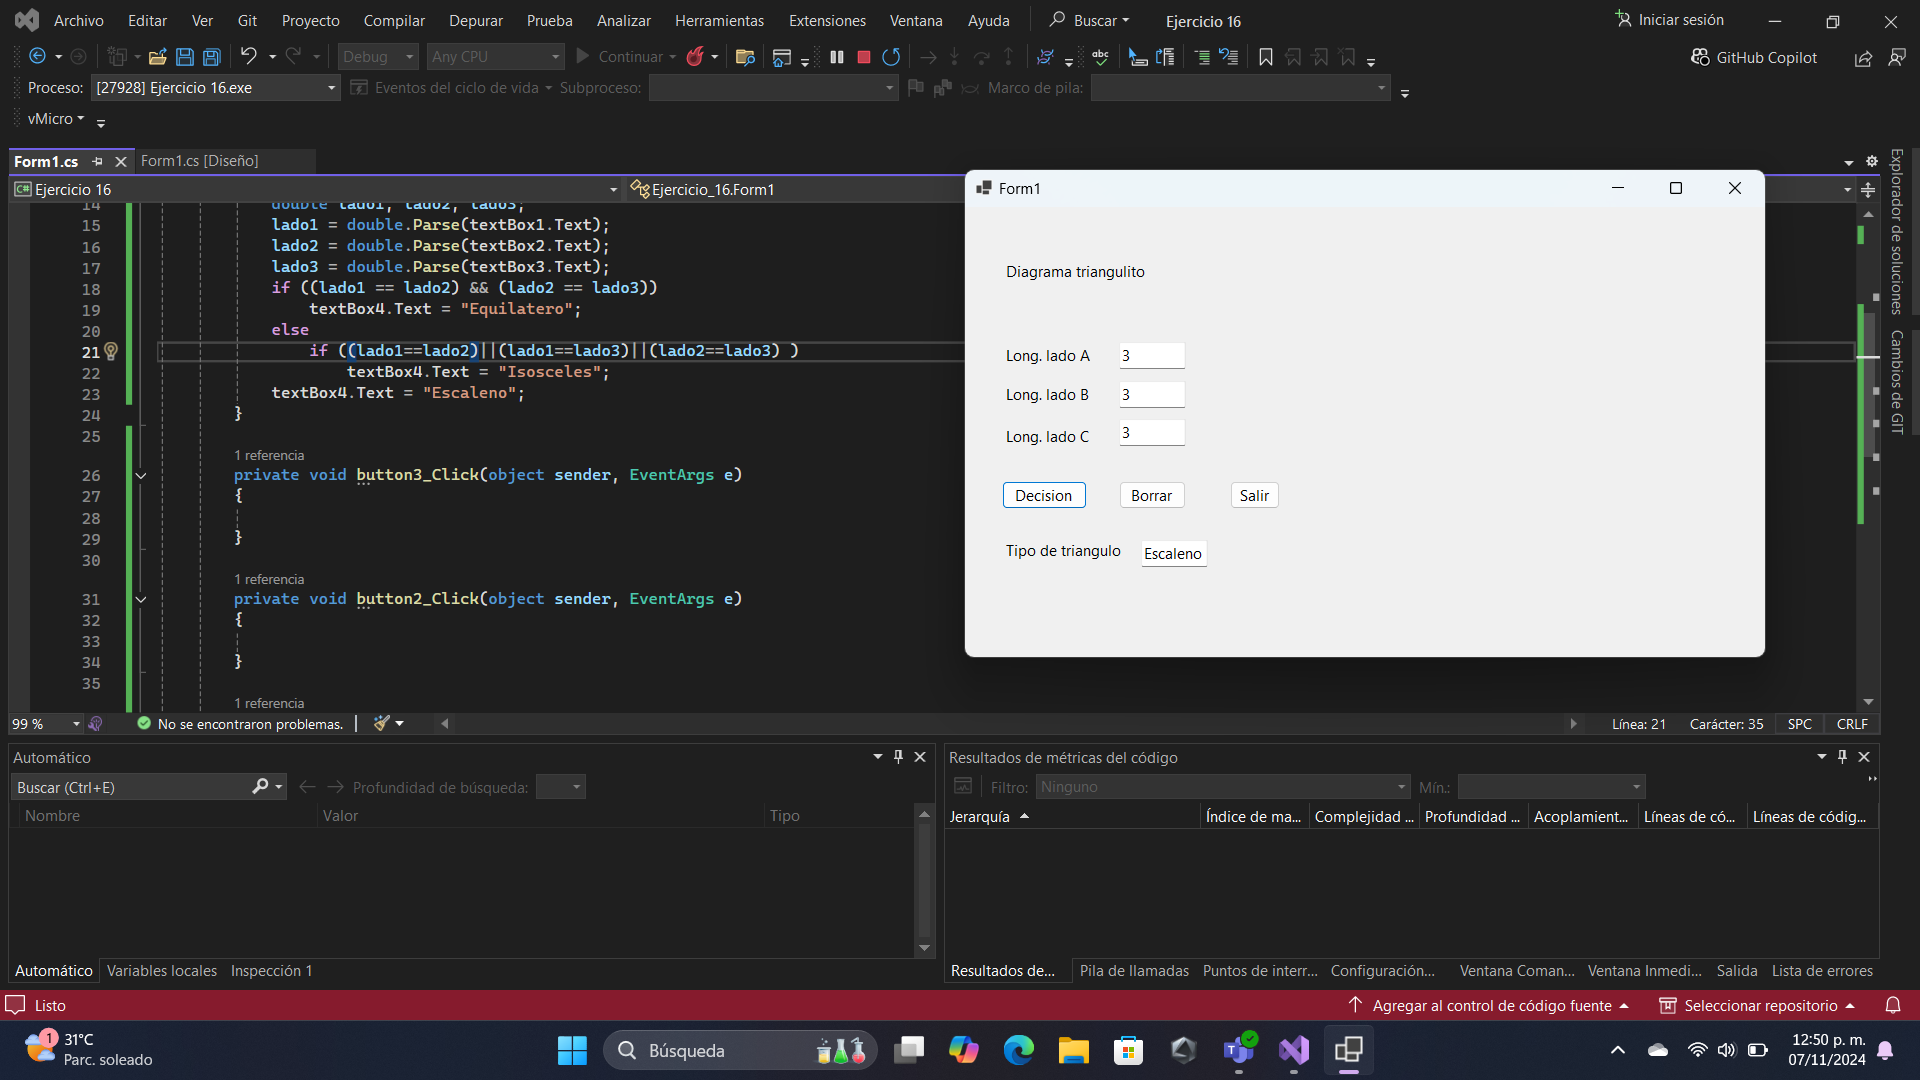 Archivo Editar Ver Git Proyecto Compilar Depurar Prueba Analizar Herramientas Extensiones Ventana Ayuda Buscar Ejercicio 16 Iniciar sesión
Debug Any CPU Continuar GitHub Copilot
Proceso: [27928] Ejercicio 16.exe Eventos del ciclo de vida Subproceso: Marco de pila:
vMicro
Form1.cs Form1.cs [Diseño]
C# Ejercicio 16 Ejercicio_16.Form1
14 double lado1, lado2, lado3;
15 lado1 = double.Parse(textBox1.Text);
16 lado2 = double.Parse(textBox2.Text);
17 lado3 = double.Parse(textBox3.Text);
18 if ((lado1 == lado2) && (lado2 == lado3))
19 textBox4.Text = "Equilatero";
20 else
21 if ((lado1==lado2)||(lado1==lado3)||(lado2==lado3) )
22 textBox4.Text = "Isosceles";
23 textBox4.Text = "Escaleno";
24 }
25
1 referencia
26 private void button3_Click(object sender, EventArgs e)
27 {
28
29 }
30
1 referencia
31 private void button2_Click(object sender, EventArgs e)
32 {
33
34 }
35
1 referencia
Form1
Diagrama triangulito
Long. lado A 3
Long. lado B 3
Long. lado C 3
Decision Borrar Salir
Tipo de triangulo Escaleno
Explorador de soluciones
Cambios de GIT
99 % No se encontraron problemas. Línea: 21 Carácter: 35 SPC CRLF
Automático
Buscar (Ctrl+E) Profundidad de búsqueda:
Nombre Valor Tipo
Automático Variables locales Inspección 1
Resultados de métricas del código
Filtro: Ninguno Mín.:
Jerarquía Índice de ma... Complejidad ... Profundidad ... Acoplamient... Líneas de có... Líneas de códig...
Resultados de... Pila de llamadas Puntos de interr... Configuración... Ventana Coman... Ventana Inmedi... Salida Lista de errores
Listo Agregar al control de código fuente Seleccionar repositorio
1 31°C
Parc. soleado
Búsqueda
12:50 p. m.
07/11/2024